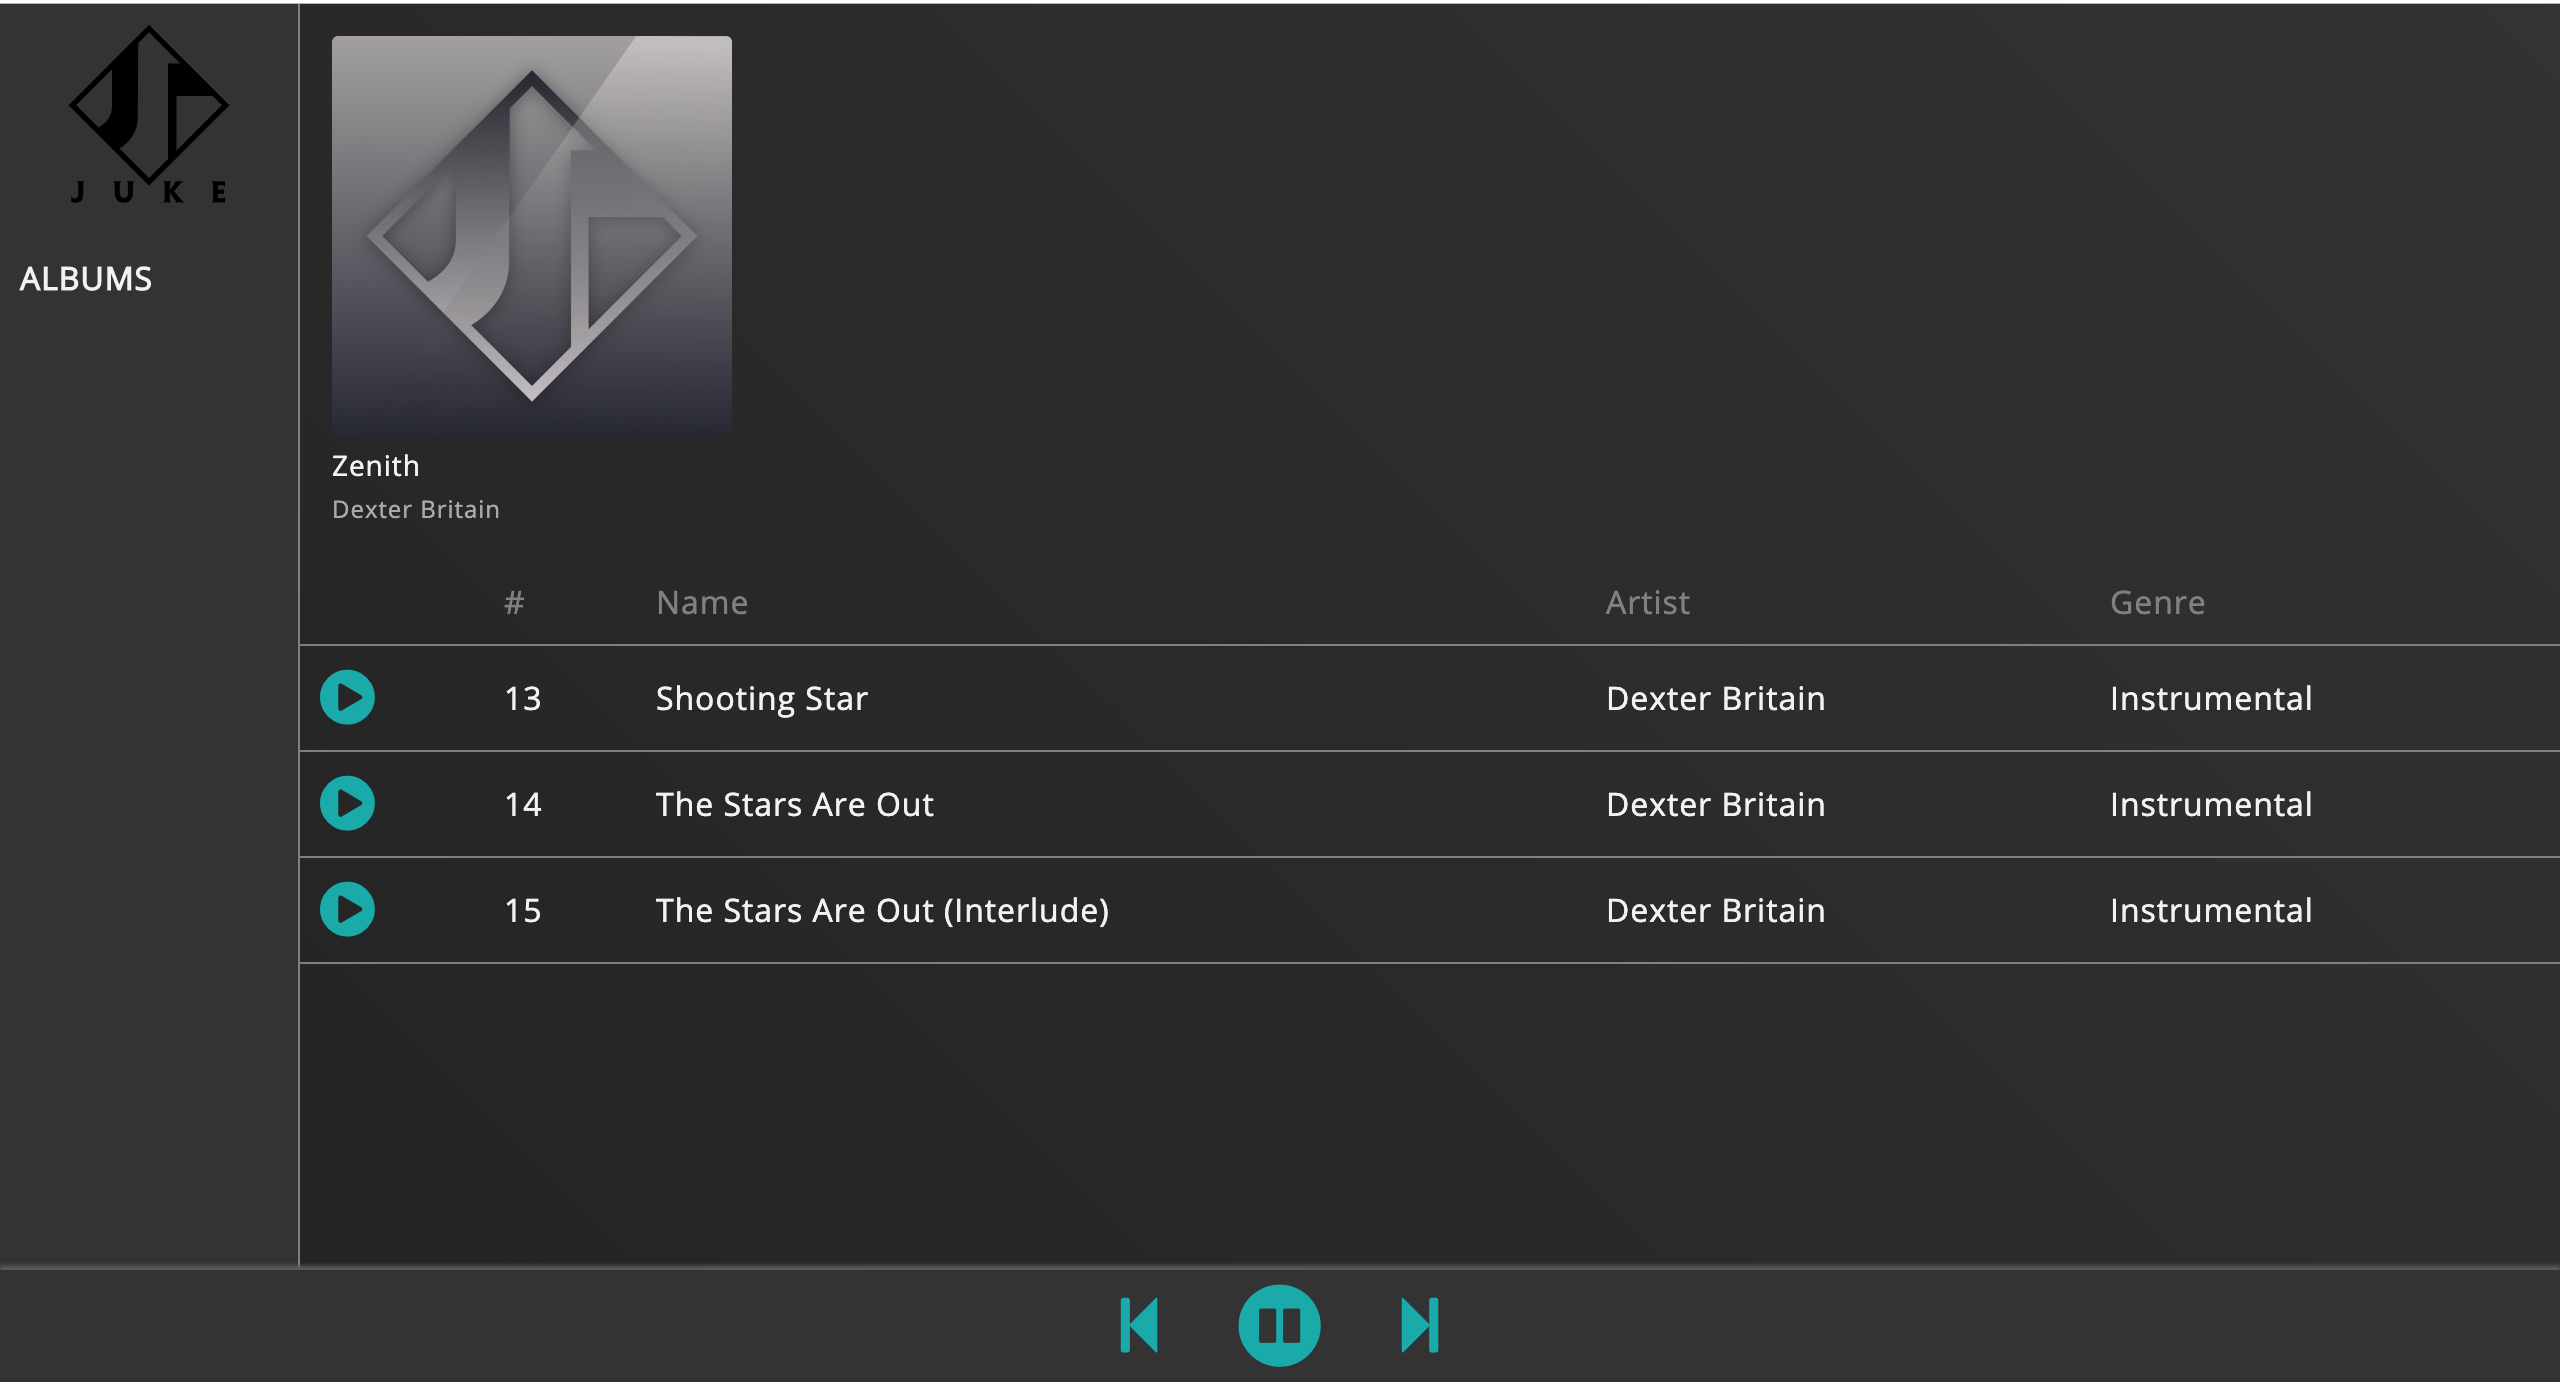 J U K E
ALBUMS
Zenith
Dexter Britain
# Name Artist Genre
13 Shooting Star Dexter Britain Instrumental
14 The Stars Are Out Dexter Britain Instrumental
15 The Stars Are Out (Interlude) Dexter Britain Instrumental